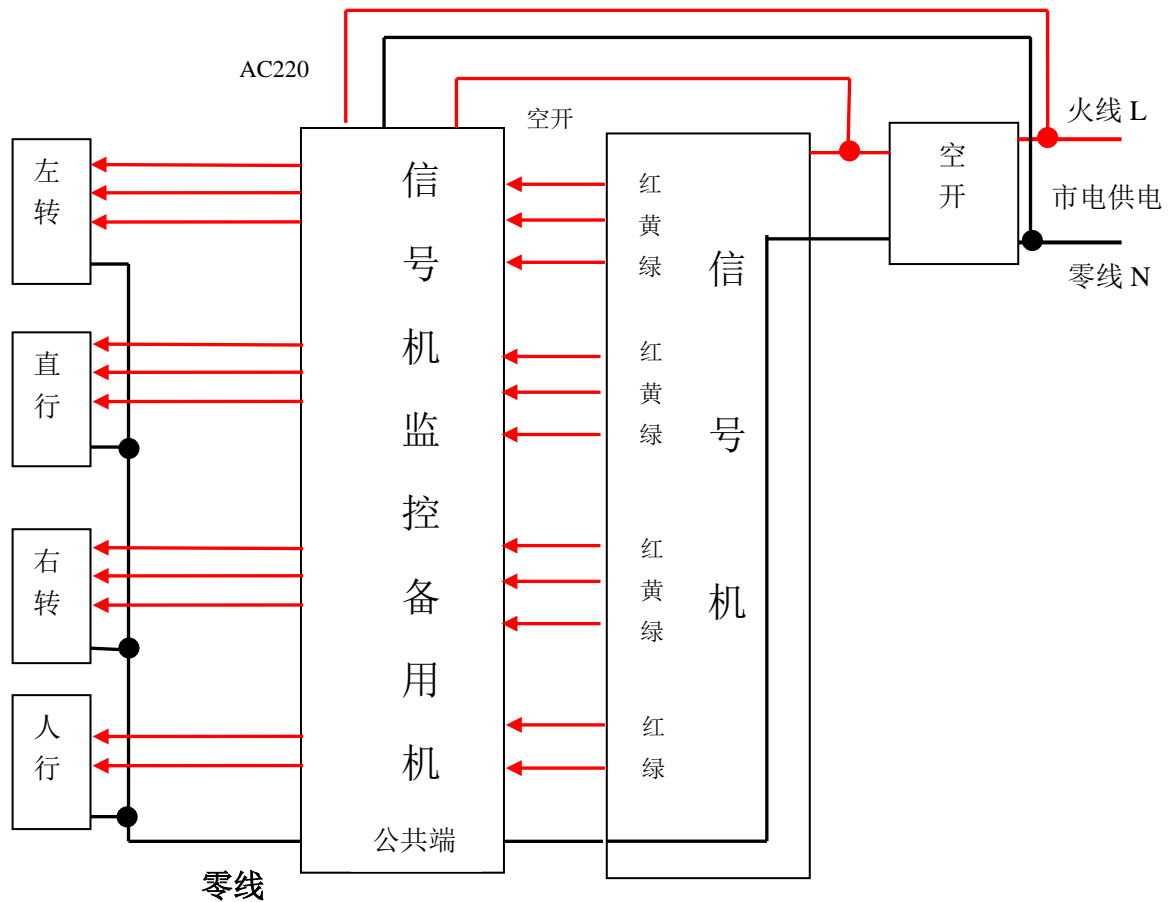 AC220
空开
火线 L
市电供电
零线 N
空开
左转
直行
右转
人行
信号机监控备用机
公共端
零线
红
黄
绿
红
黄
绿
红
黄
绿
红
绿
信号机